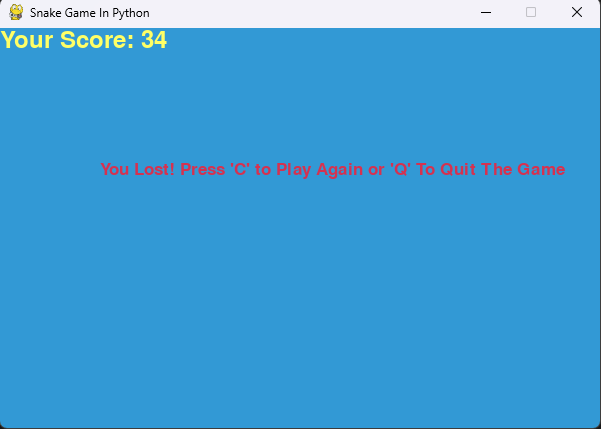 Snake Game In Python
Your Score: 34
You Lost! Press 'C' to Play Again or 'Q' To Quit The Game